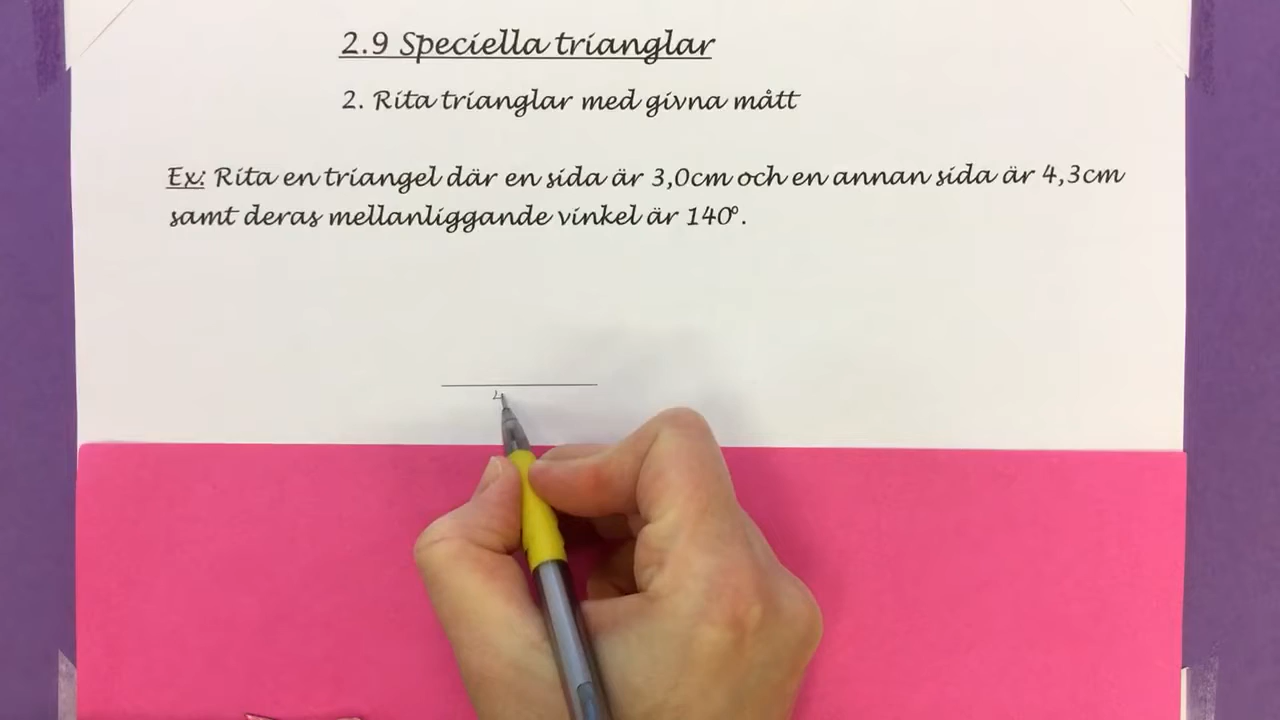 2.9 Speciella trianglar
2. Rita trianglar med givna mått
Ex: Rita en triangel där en sida är 3,0cm och en annan sida är 4,3cm
samt deras mellanliggande vinkel är 140°.
4